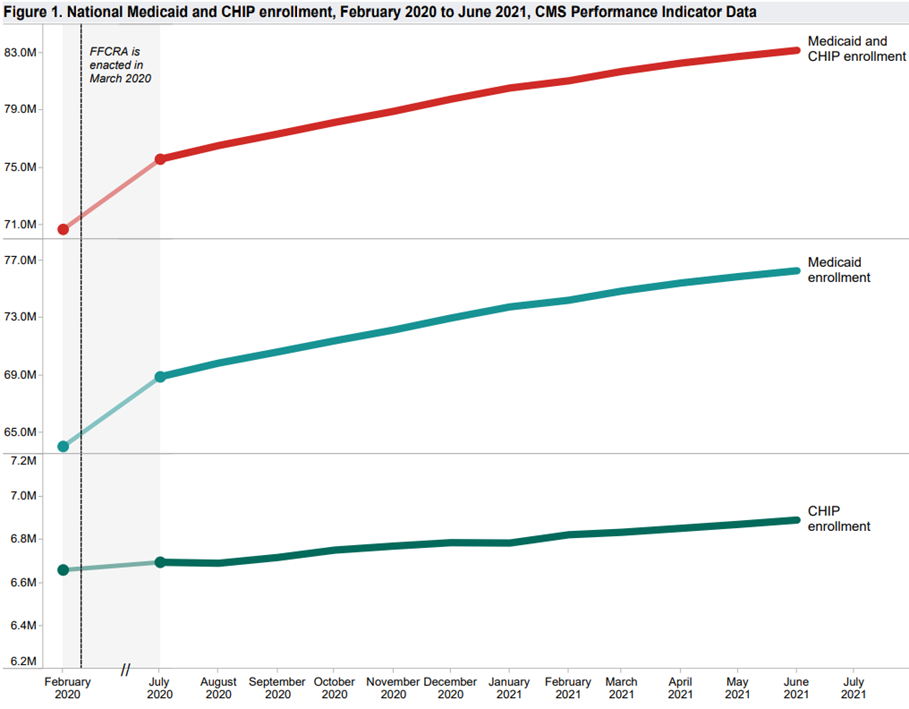 Figure 1. National Medicaid and CHIP enrollment, February 2020 to June 2021, CMS Performance Indicator Data
83.0M
79.0M
75.0M
71.0M
FFCRA is
enacted in
March 2020
Medicaid and
CHIP enrollment
77.0M
73.0M
69.0M
65.0M
Medicaid
enrollment
7.2M
7.0M
6.8M
6.6M
6.4M
6.2M
CHIP
enrollment
//
February July August September October November December January February March April May June July
2020 2020 2020 2020 2020 2020 2020 2021 2021 2021 2021 2021 2021 2021